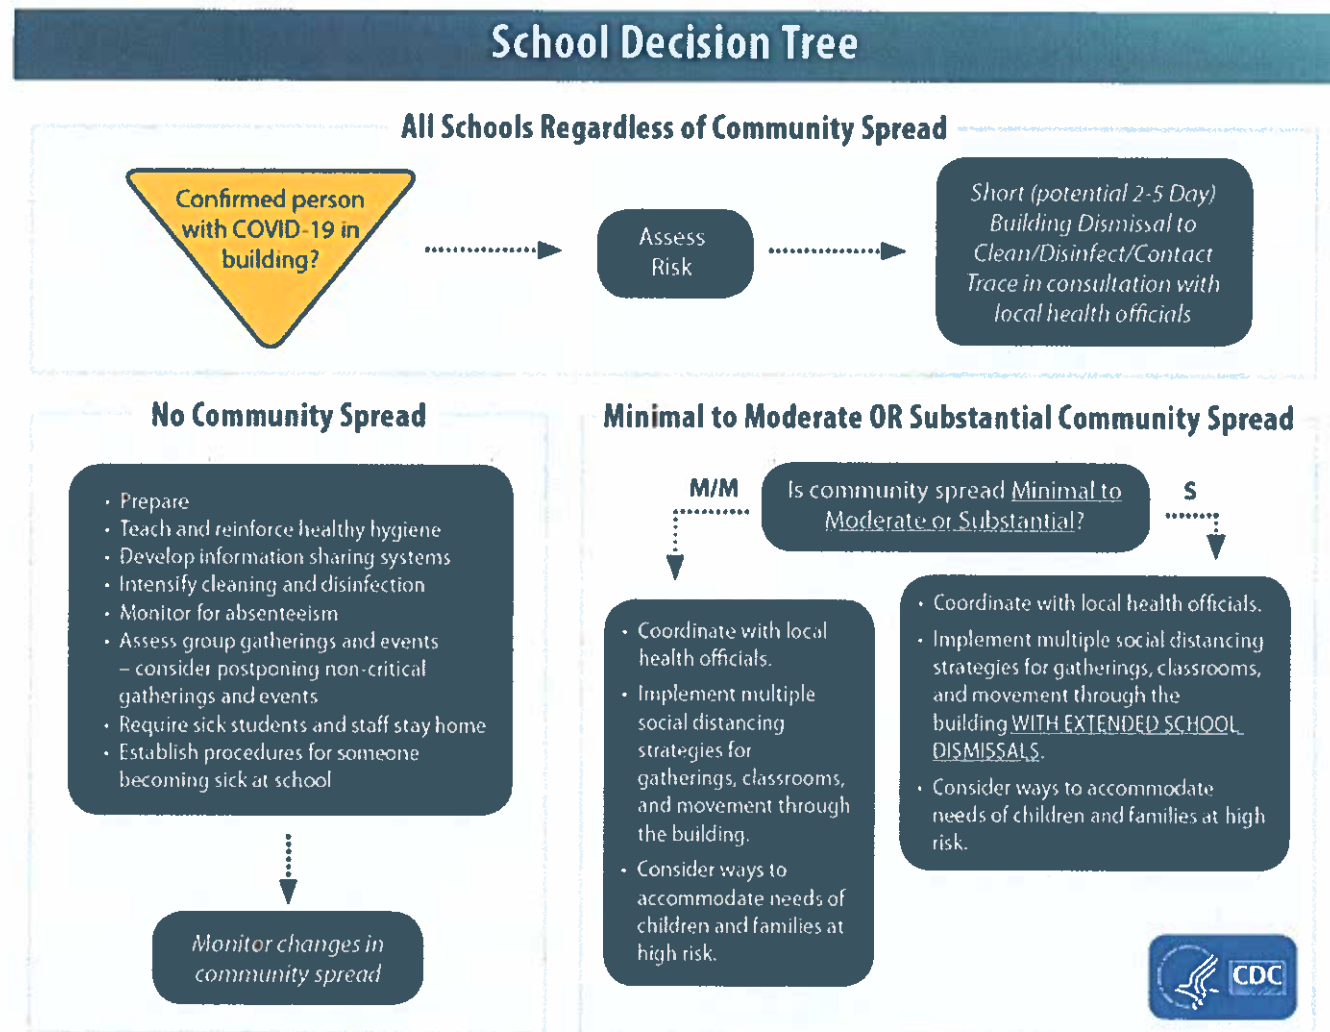 School Decision Tree
All Schools Regardless of Community Spread
Confirmed person
with COVID-19 in
building?
Assess
Risk
Short (potential 2-5 Day)
Building Dismissal to
Clean/Disinfect/Contact
Trace in consultation with
local health officials
No Community Spread
• Prepare
• Teach and reinforce healthy hygiene
• Develop information sharing systems
• Intensify cleaning and disinfection
• Monitor for absenteeism
• Assess group gatherings and events
– consider postponing non-critical
gatherings and events
• Require sick students and staff stay home
• Establish procedures for someone
becoming sick at school
Monitor changes in
community spread
Minimal to Moderate OR Substantial Community Spread
M/M
Is community spread Minimal to
Moderate or Substantial?
S
• Coordinate with local
health officials.
• Implement multiple
social distancing
strategies for
gatherings, classrooms,
and movement through
the building.
• Consider ways to
accommodate needs of
children and families at
high risk.
• Coordinate with local health officials.
• Implement multiple social distancing
strategies for gatherings, classrooms,
and movement through the
building WITH EXTENDED SCHOOL
DISMISSALS.
• Consider ways to accommodate
needs of children and families at high
risk.
CDC